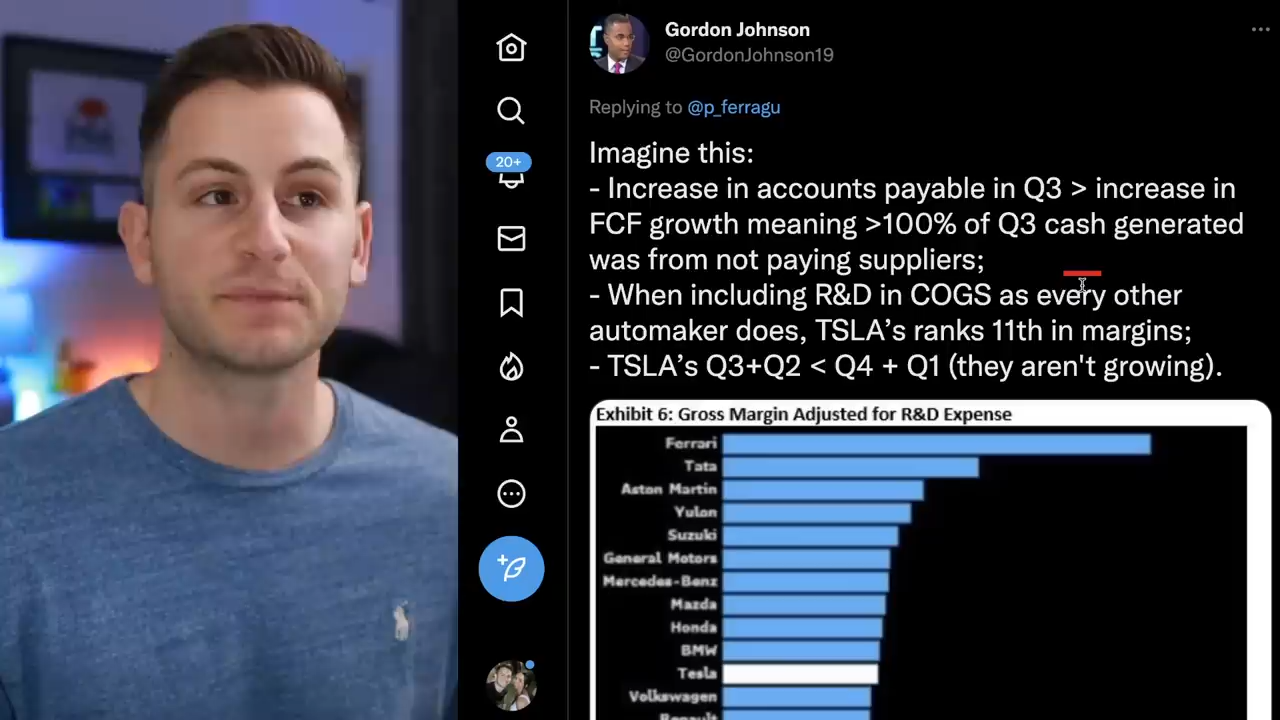 Gordon Johnson
@GordonJohnson19
Replying to @p_ferragu
20+
Imagine this:
- Increase in accounts payable in Q3 > increase in
FCF growth meaning >100% of Q3 cash generated
was from not paying suppliers;
- When including R&D in COGS as every other
automaker does, TSLA’s ranks 11th in margins;
- TSLA’s Q3+Q2 < Q4 + Q1 (they aren't growing).
Exhibit 6: Gross Margin Adjusted for R&D Expense
Ferrari
Tata
Aston Martin
Yulon
Suzuki
General Motors
Mercedes-Benz
Mazda
Honda
BMW
Tesla
Volkswagen
Renault